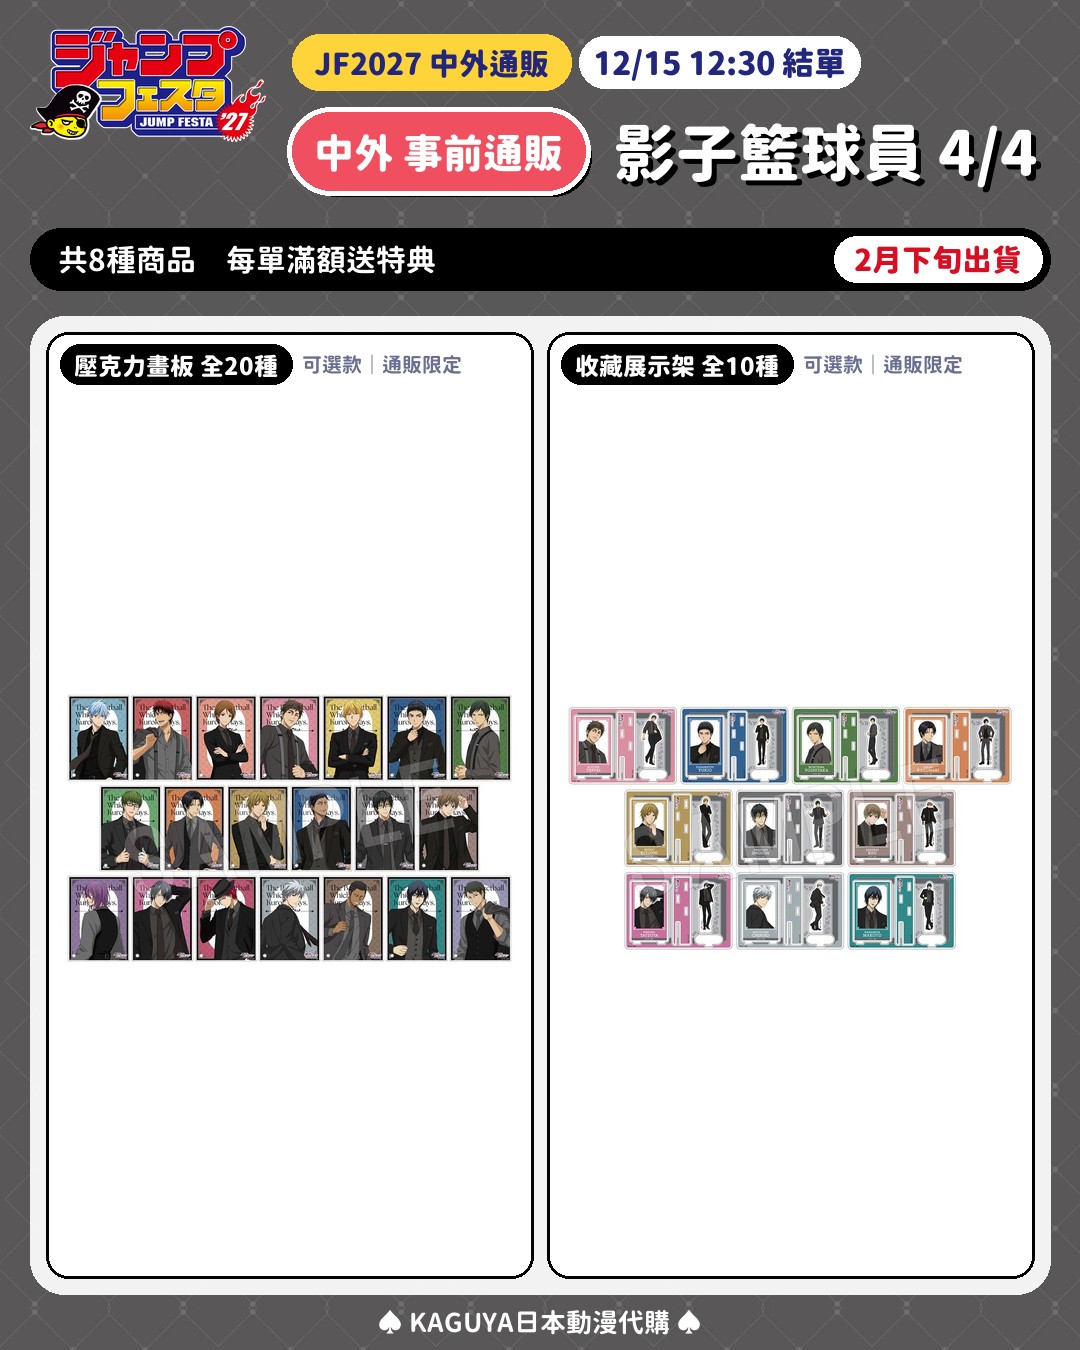 ジャンプ
フェスタ
JUMP FESTA '27
JF2027 中外通販
12/15 12:30 結單
中外 事前通販
影子籃球員 4/4
共8種商品 每單滿額送特典
2月下旬出貨
壓克力畫板 全20種
可選款｜通販限定
收藏展示架 全10種
可選款｜通販限定
♠ KAGUYA日本動漫代購 ♠